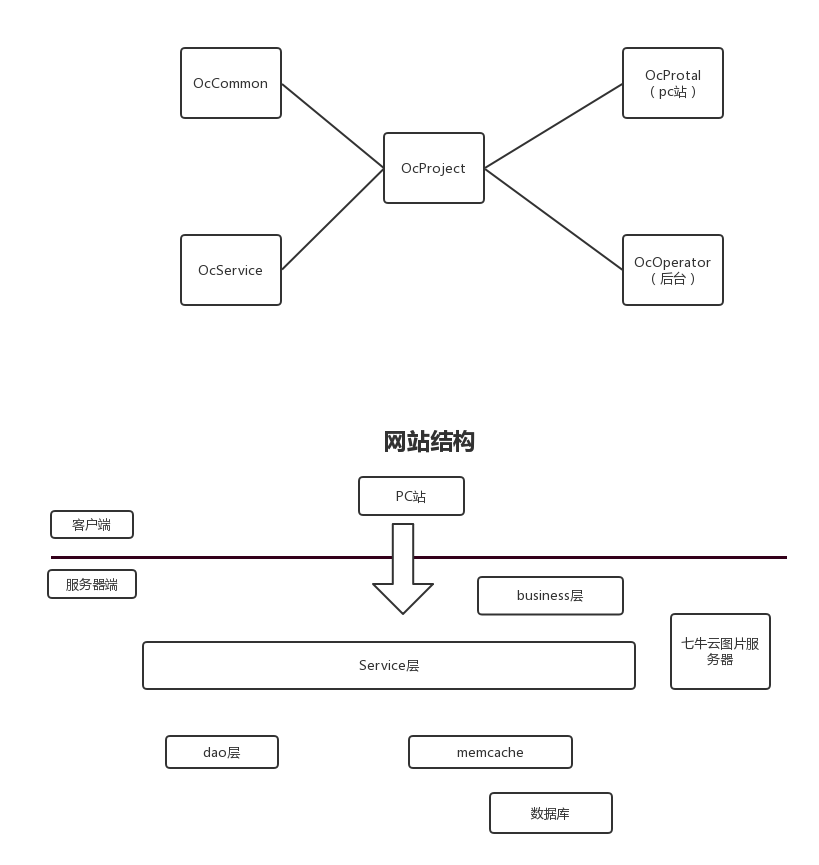 OcCommon
OcProtal
（pc站）
OcProject
OcService
OcOperator
（后台）
网站结构
PC站
客户端
服务器端
business层
七牛云图片服
务器
Service层
dao层
memcache
数据库